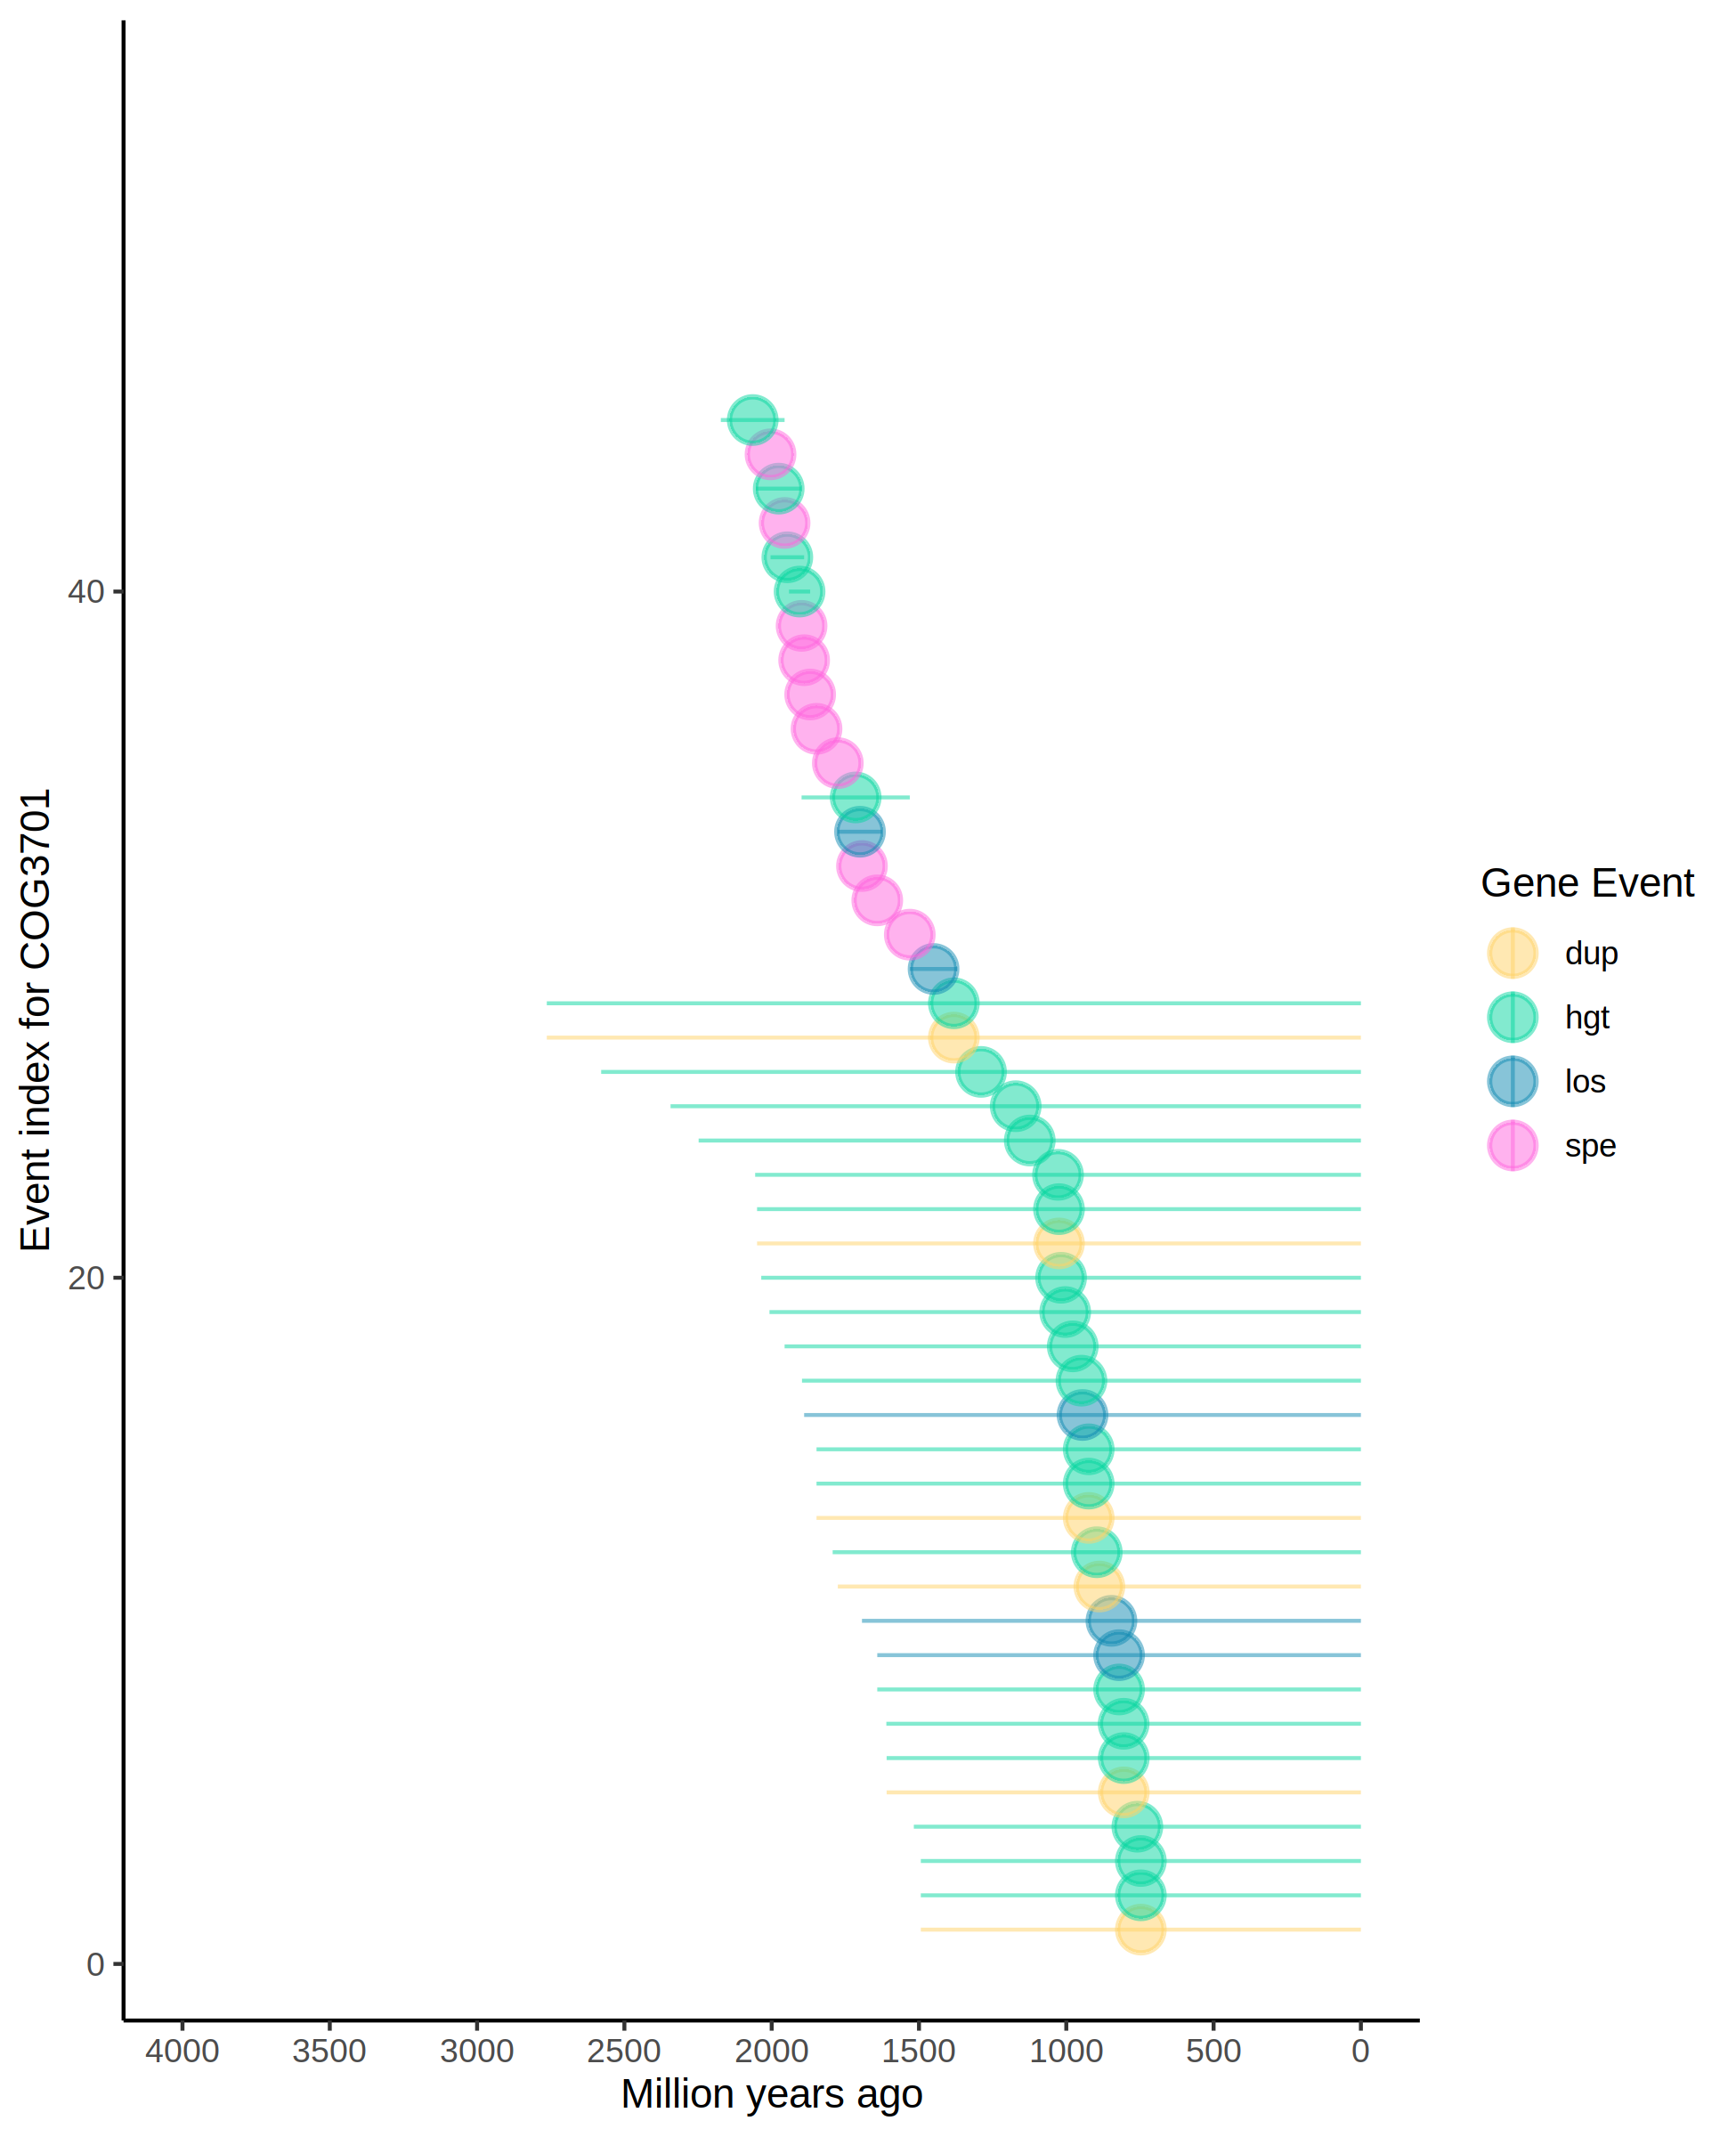 40
20
0
Event index for COG3701
4000 3500 3000 2500 2000 1500 1000 500 0
Million years ago
Gene Event
dup
hgt
los
spe